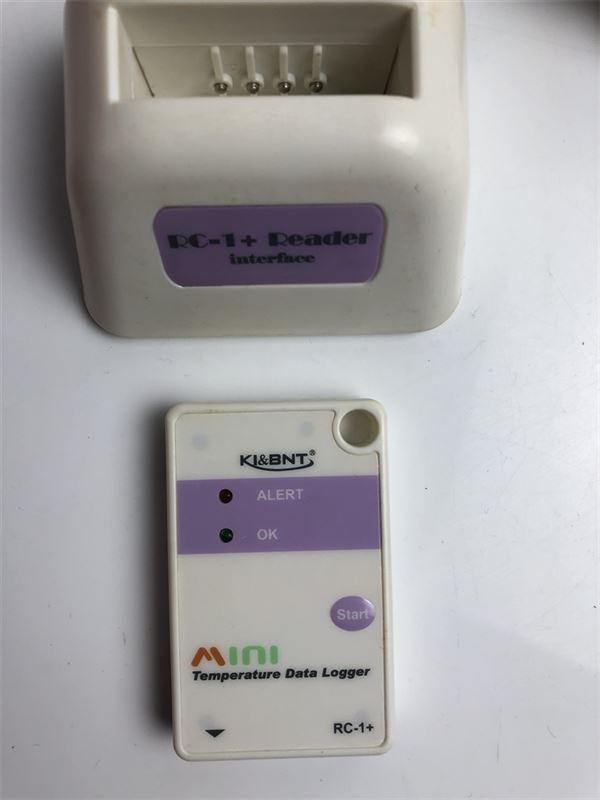 RC-1+ Reader
interface
KI&BNT®
ALERT
OK
Start
MINI
Temperature Data Logger
RC-1+